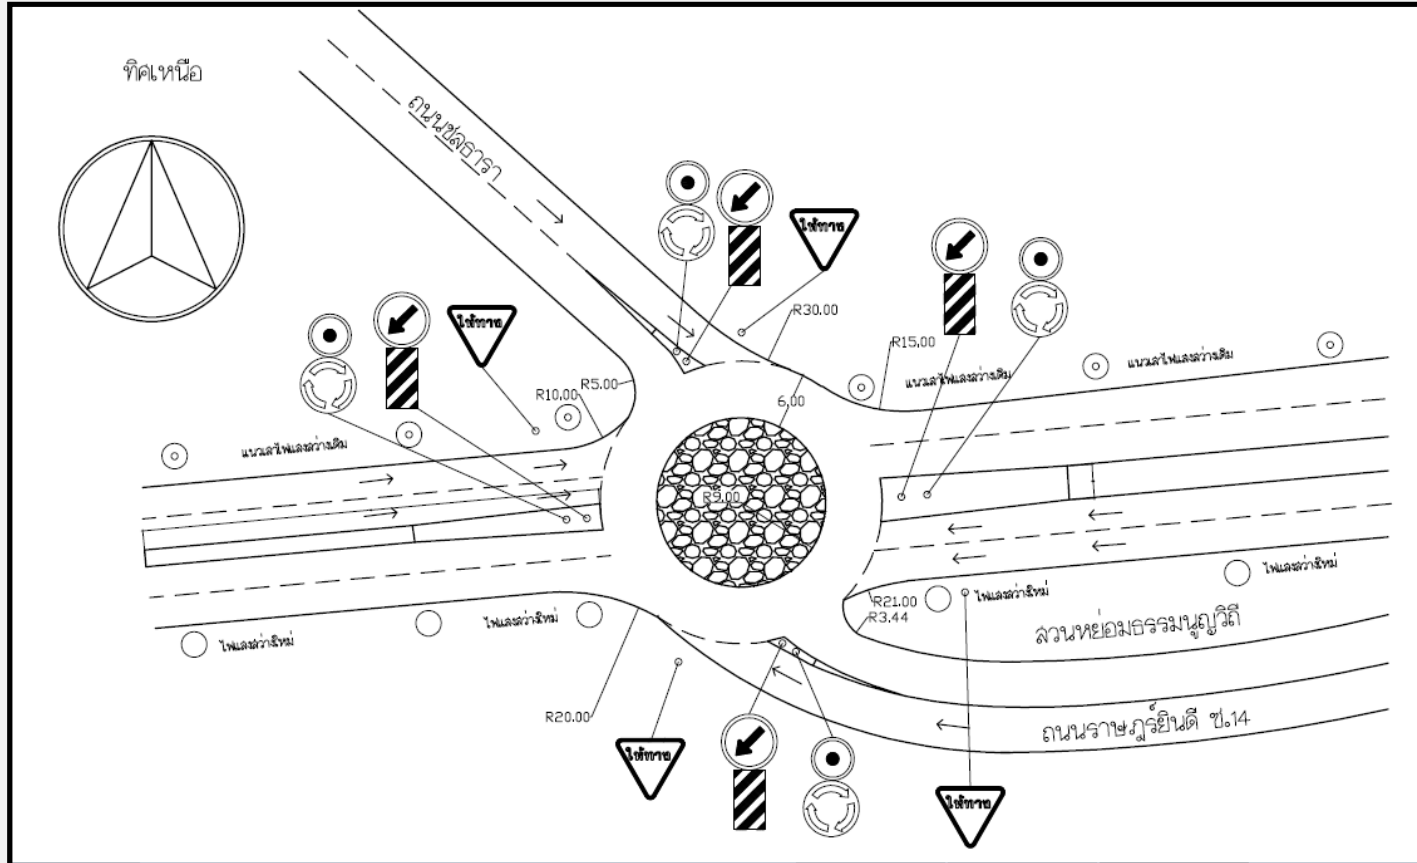 ทิศเหนือ
ถนนชลธารา
ให้ทาง
R30.00
ให้ทาง
R15.00
แนวเสาไฟแสงสว่างเดิม
แนวเสาไฟแสงสว่างเดิม
R5.00
R10.00
6.00
แนวเสาไฟแสงสว่างเดิม
R9.00
ไฟแสงสว่างใหม่
ไฟแสงสว่างใหม่
R21.00
R3.44
ไฟแสงสว่างใหม่
ไฟแสงสว่างใหม่
สวนหย่อมธรรมนูญวิถี
R20.00
ถนนราษฎร์ยินดี ซ.14
ให้ทาง
ให้ทาง